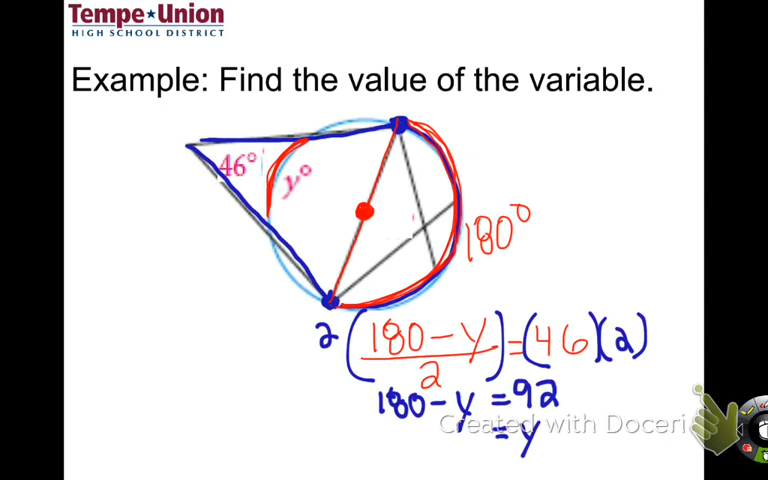 Tempe★Union
HIGH SCHOOL DISTRICT
Example: Find the value of the variable.
46°
y°
180°
2(180-y/2)=(46)(2)
180-y=92
=y
Created with Doceri